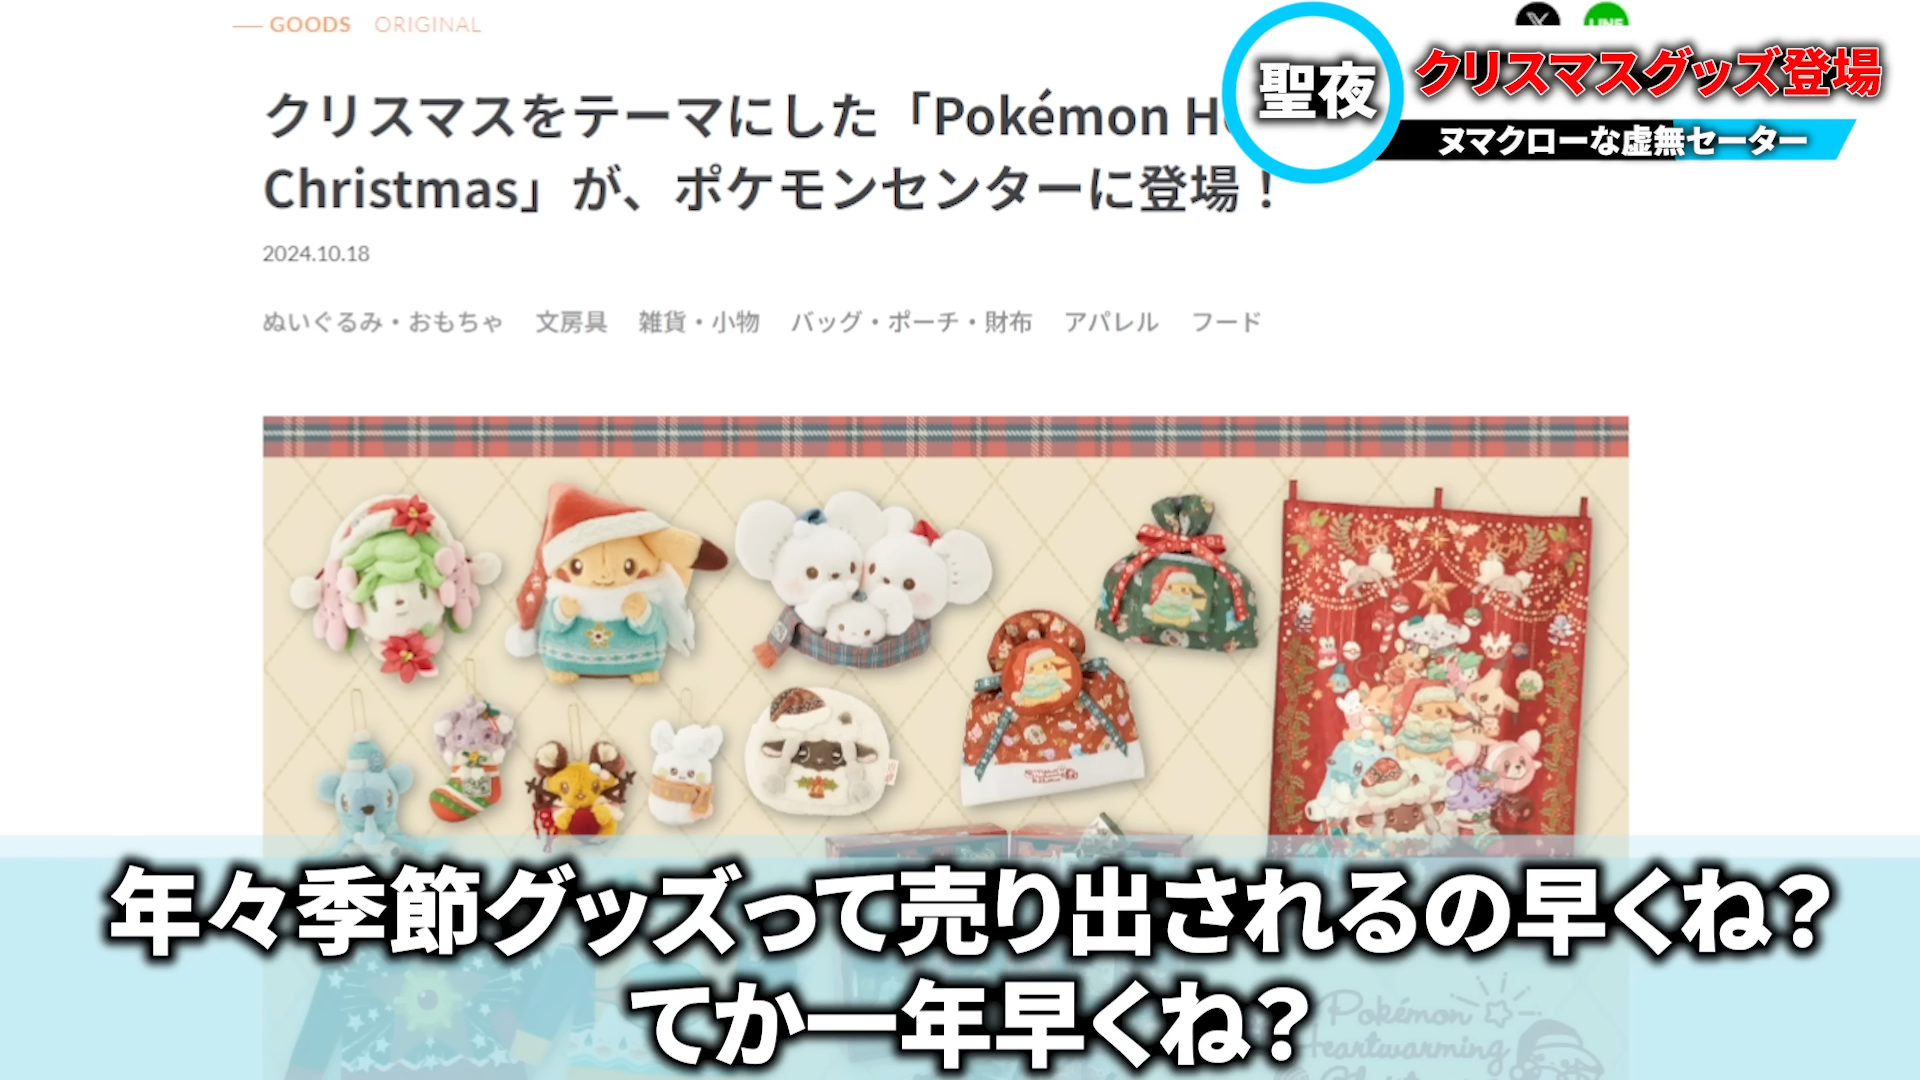 GOODS ORIGINAL
LINE
聖夜
クリスマスグッズ登場
ヌマクローな虚無セーター
クリスマスをテーマにした「Pokémon H
Christmas」が、ポケモンセンターに登場！
2024.10.18
ぬいぐるみ・おもちゃ 文房具 雑貨・小物 バッグ・ポーチ・財布 アパレル フード
年々季節グッズって売り出されるの早くね？
てか一年早くね？
Pokémon
Heartwarming